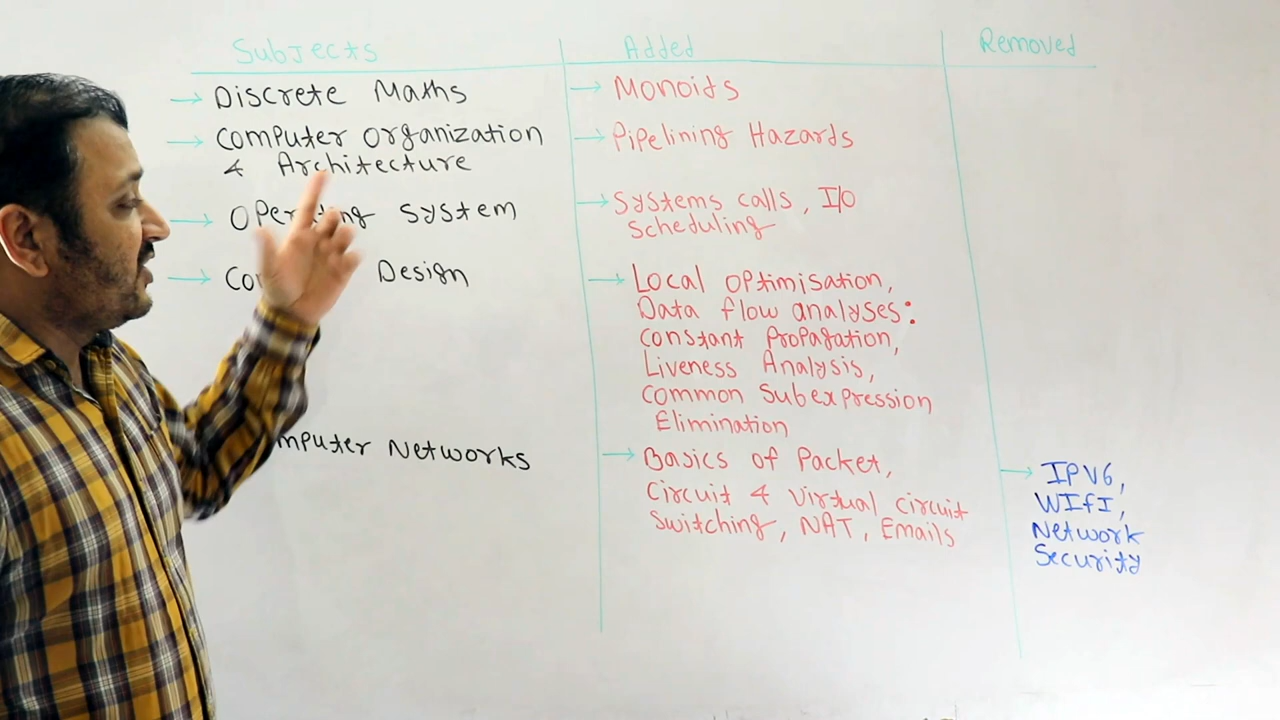 Subjects Added Removed
→ Discrete Maths → Monoids
→ Computer Organization → Pipelining Hazards
& Architecture
→ Operating System → Systems calls, I/O
Scheduling
→ Design → Local Optimisation,
Data flow analyses:
Constant Propagation,
Liveness Analysis,
Common Subexpression
Elimination
Networks → Basics of Packet, → IPV6,
Circuit & Virtual circuit WIfI,
Switching, NAT, Emails Network
Security